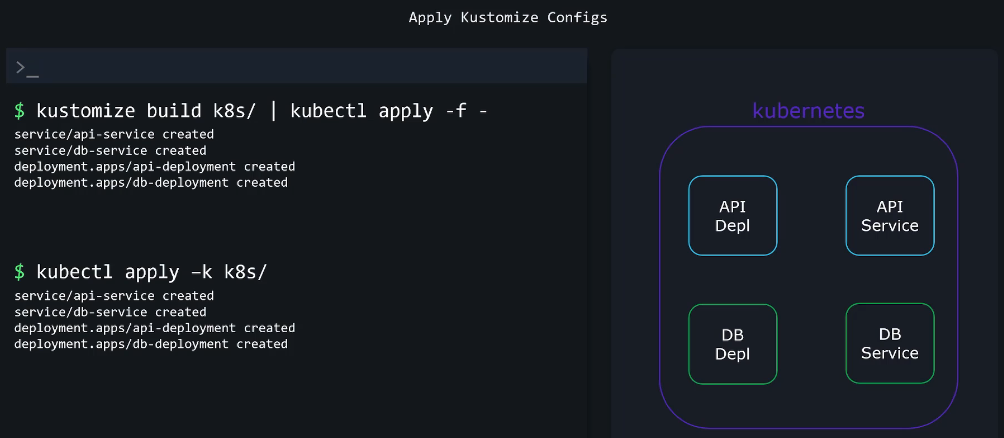 Apply Kustomize Configs
>_
$ kustomize build k8s/ | kubectl apply -f -
service/api-service created
service/db-service created
deployment.apps/api-deployment created
deployment.apps/db-deployment created
$ kubectl apply –k k8s/
service/api-service created
service/db-service created
deployment.apps/api-deployment created
deployment.apps/db-deployment created
kubernetes
API
Depl
API
Service
DB
Depl
DB
Service